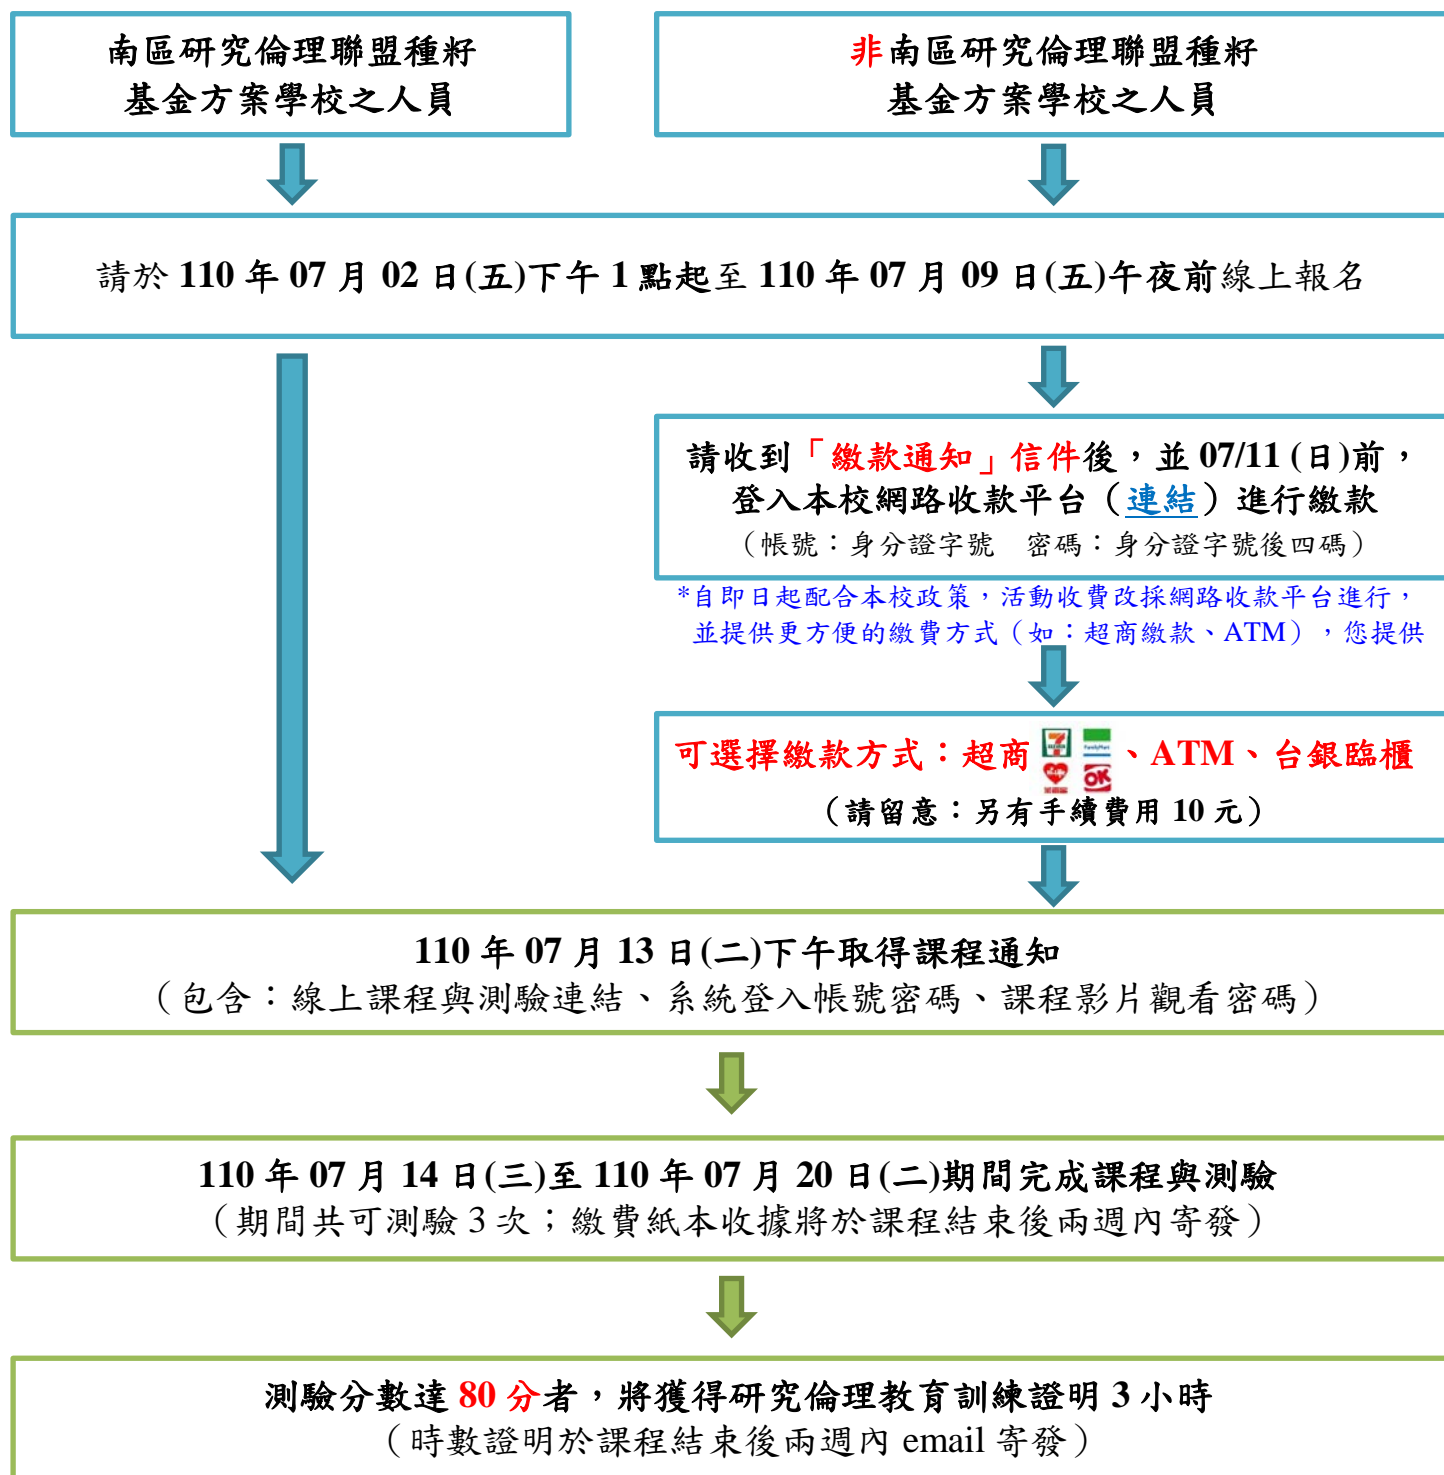 南區研究倫理聯盟種籽
基金方案學校之人員
非南區研究倫理聯盟種籽
基金方案學校之人員
請於 110 年 07 月 02 日(五)下午 1 點起至 110 年 07 月 09 日(五)午夜前線上報名
請收到「繳款通知」信件後，並 07/11 (日)前，
登入本校網路收款平台（連結）進行繳款
（帳號：身分證字號　密碼：身分證字號後四碼）
*自即日起配合本校政策，活動收費改採網路收款平台進行，
並提供更方便的繳費方式（如：超商繳款、ATM），您提供
可選擇繳款方式：超商 7 ELEVEN FamilyMart OK、ATM、台銀臨櫃
（請留意：另有手續費用 10 元）
110 年 07 月 13 日(二)下午取得課程通知
（包含：線上課程與測驗連結、系統登入帳號密碼、課程影片觀看密碼）
110 年 07 月 14 日(三)至 110 年 07 月 20 日(二)期間完成課程與測驗
（期間共可測驗 3 次；繳費紙本收據將於課程結束後兩週內寄發）
測驗分數達 80 分者，將獲得研究倫理教育訓練證明 3 小時
（時數證明於課程結束後兩週內 email 寄發）